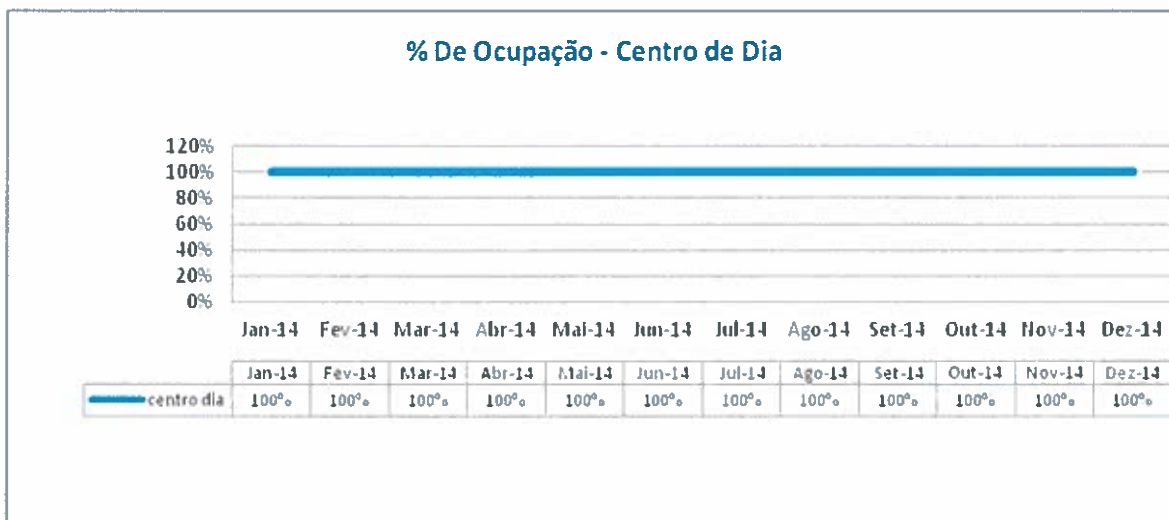 % De Ocupação - Centro de Dia
120%
100%
80%
60%
40%
20%
0%
Jan-14 Fev-14 Mar-14 Abr-14 Mai-14 Jun-14 Jul-14 Ago-14 Set-14 Out-14 Nov-14 Dez-14
Jan-14 Fev-14 Mar-14 Abr-14 Mai-14 Jun-14 Jul-14 Ago-14 Set-14 Out-14 Nov-14 Dez-14
centro dia 100% 100% 100% 100% 100% 100% 100% 100% 100% 100% 100% 100%